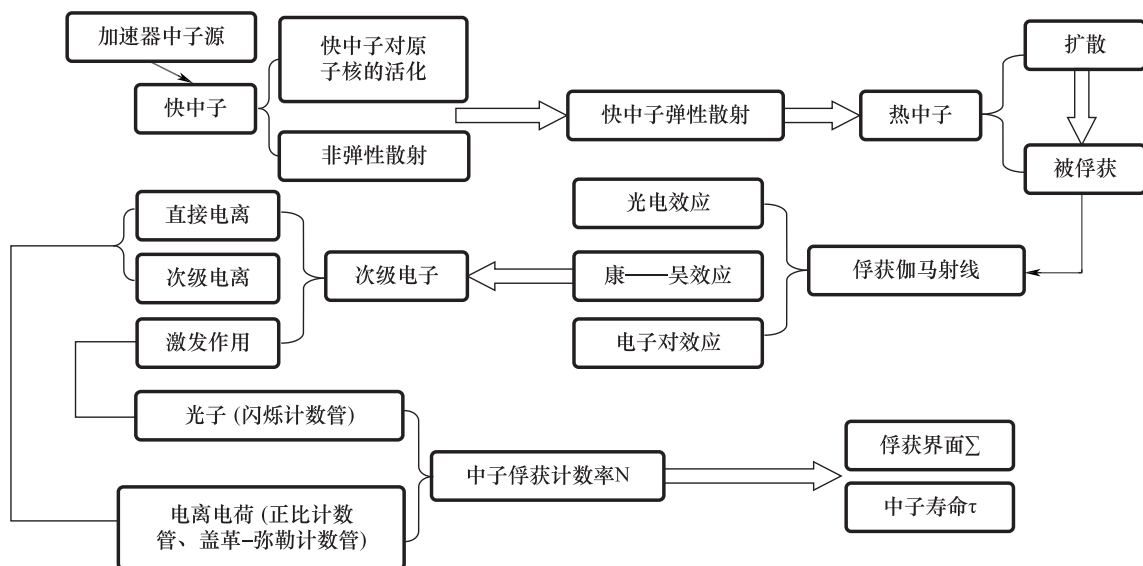 加速器中子源
快中子
快中子对原
子核的活化
非弹性散射
快中子弹性散射
热中子
扩散
被俘获
俘获伽马射线
光电效应
康——吴效应
电子对效应
次级电子
直接电离
次级电离
激发作用
光子 (闪烁计数管)
电离电荷 (正比计数
管、盖革–弥勒计数管)
中子俘获计数率N
俘获界面∑
中子寿命τ